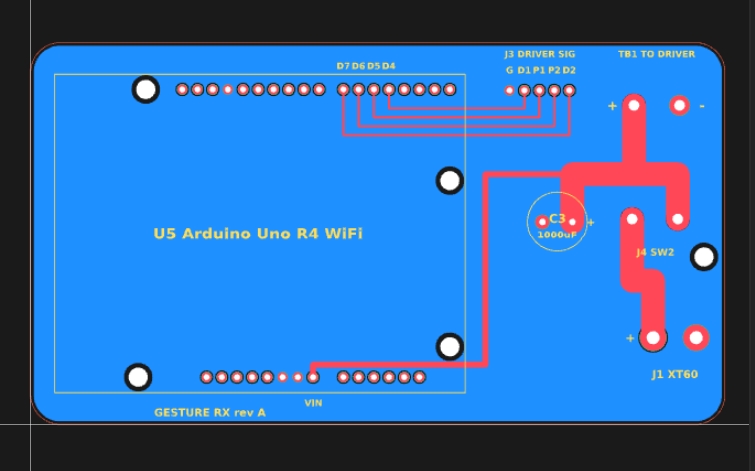 J3 DRIVER SIG
TB1 TO DRIVER
D7 D6 D5 D4
G D1 P1 P2 D2
+ -
C3 +
1000uF
U5 Arduino Uno R4 WiFi
J4 SW2
+
J1 XT60
VIN
GESTURE RX rev A